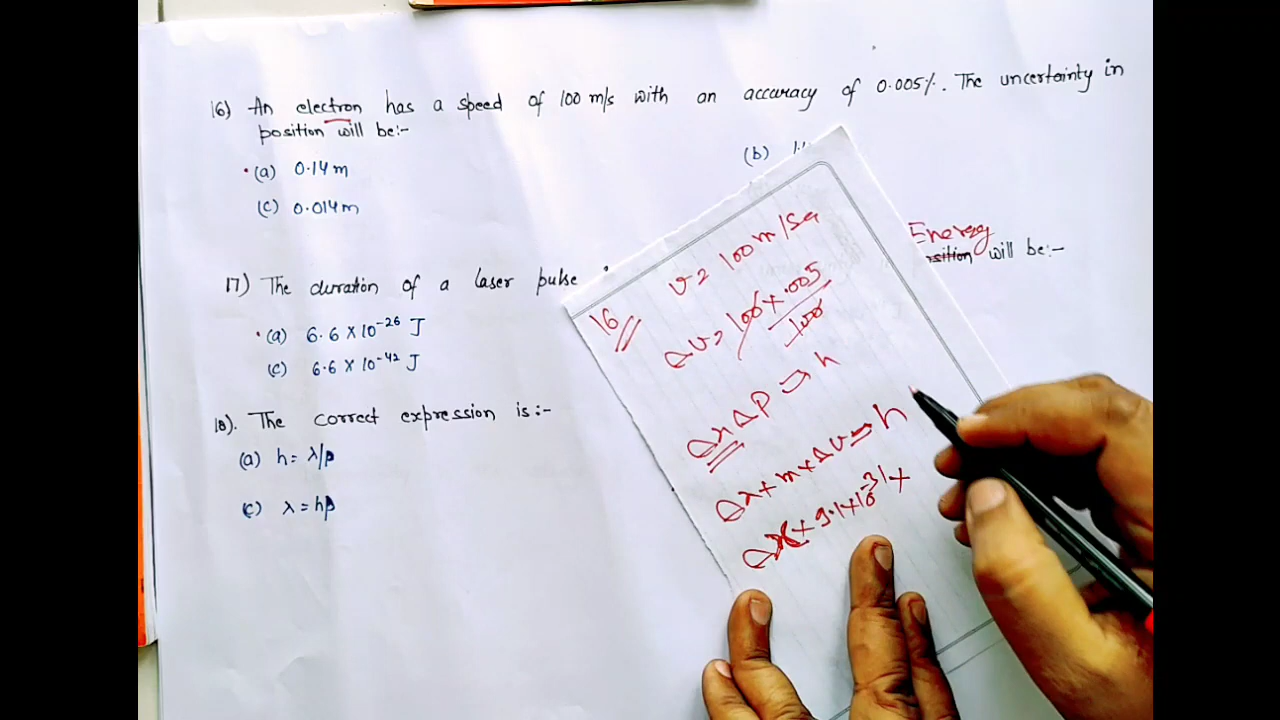 16) An electron has a speed of 100 m/s with an accuracy of 0.005%. The uncertainty in
position will be:-
(a) 0.14 m
(b) 1.
(c) 0.014 m
17) The duration of a laser pulse
Energy
will be:-
(a) 6.6 X 10⁻²⁶ J
(c) 6.6 X 10⁻⁴² J
18). The correct expression is:-
(a) h = λ/p
(c) λ = hp
16
v = 100 m/Sec
Δv = 100 × .005 / 100
Δx ΔP = h
Δx × m × Δv = h
Δx × 9.1 × 10⁻³¹ ×